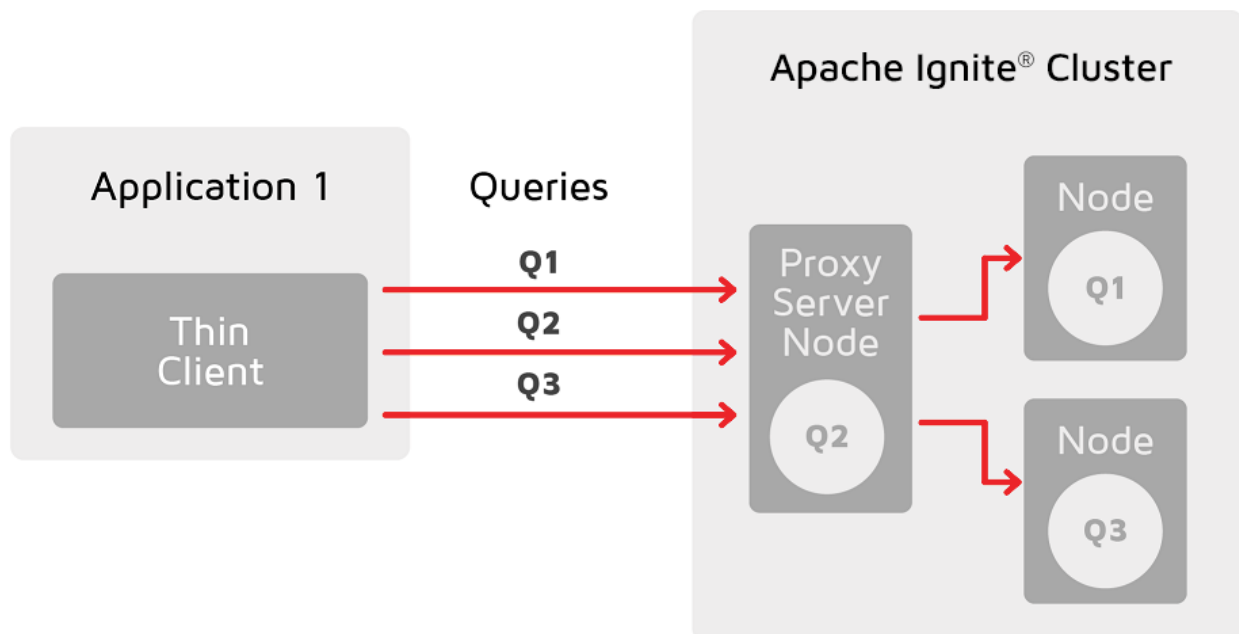 Apache Ignite® Cluster
Application 1
Queries
Thin
Client
Q1
Q2
Q3
Proxy
Server
Node
Q2
Node
Q1
Node
Q3